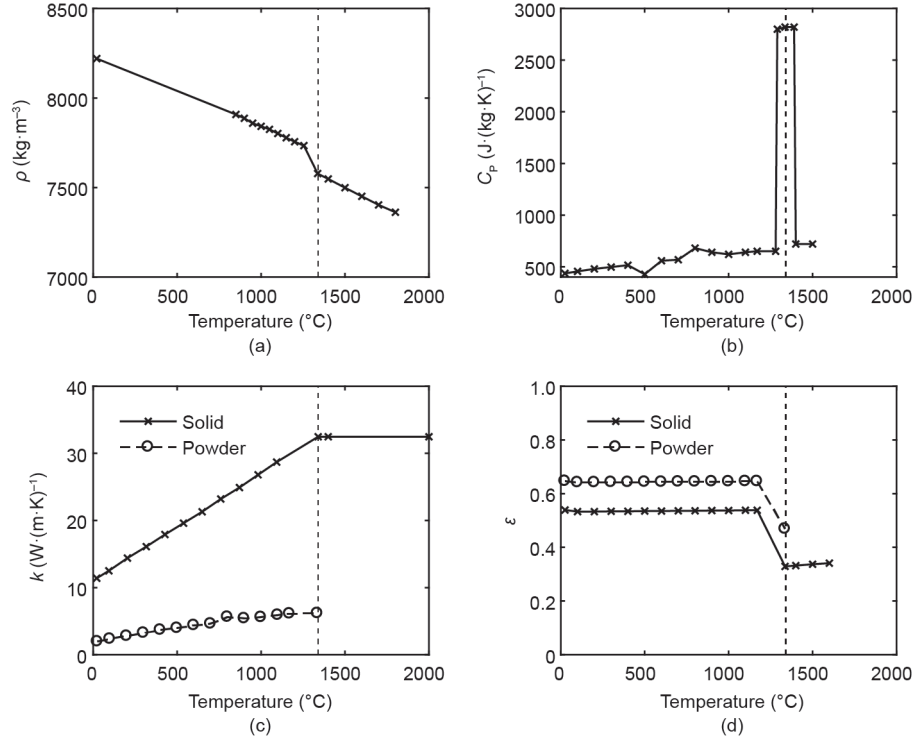 8500
8000
7500
7000
ρ (kg·m⁻³)
0 500 1000 1500 2000
Temperature (°C)
(a)
3000
2500
2000
1500
1000
500
C_P (J·(kg·K)⁻¹)
0 500 1000 1500 2000
Temperature (°C)
(b)
40
30
20
10
0
k (W·(m·K)⁻¹)
Solid
Powder
0 500 1000 1500 2000
Temperature (°C)
(c)
1.0
0.8
0.6
0.4
0.2
0
ε
Solid
Powder
0 500 1000 1500 2000
Temperature (°C)
(d)